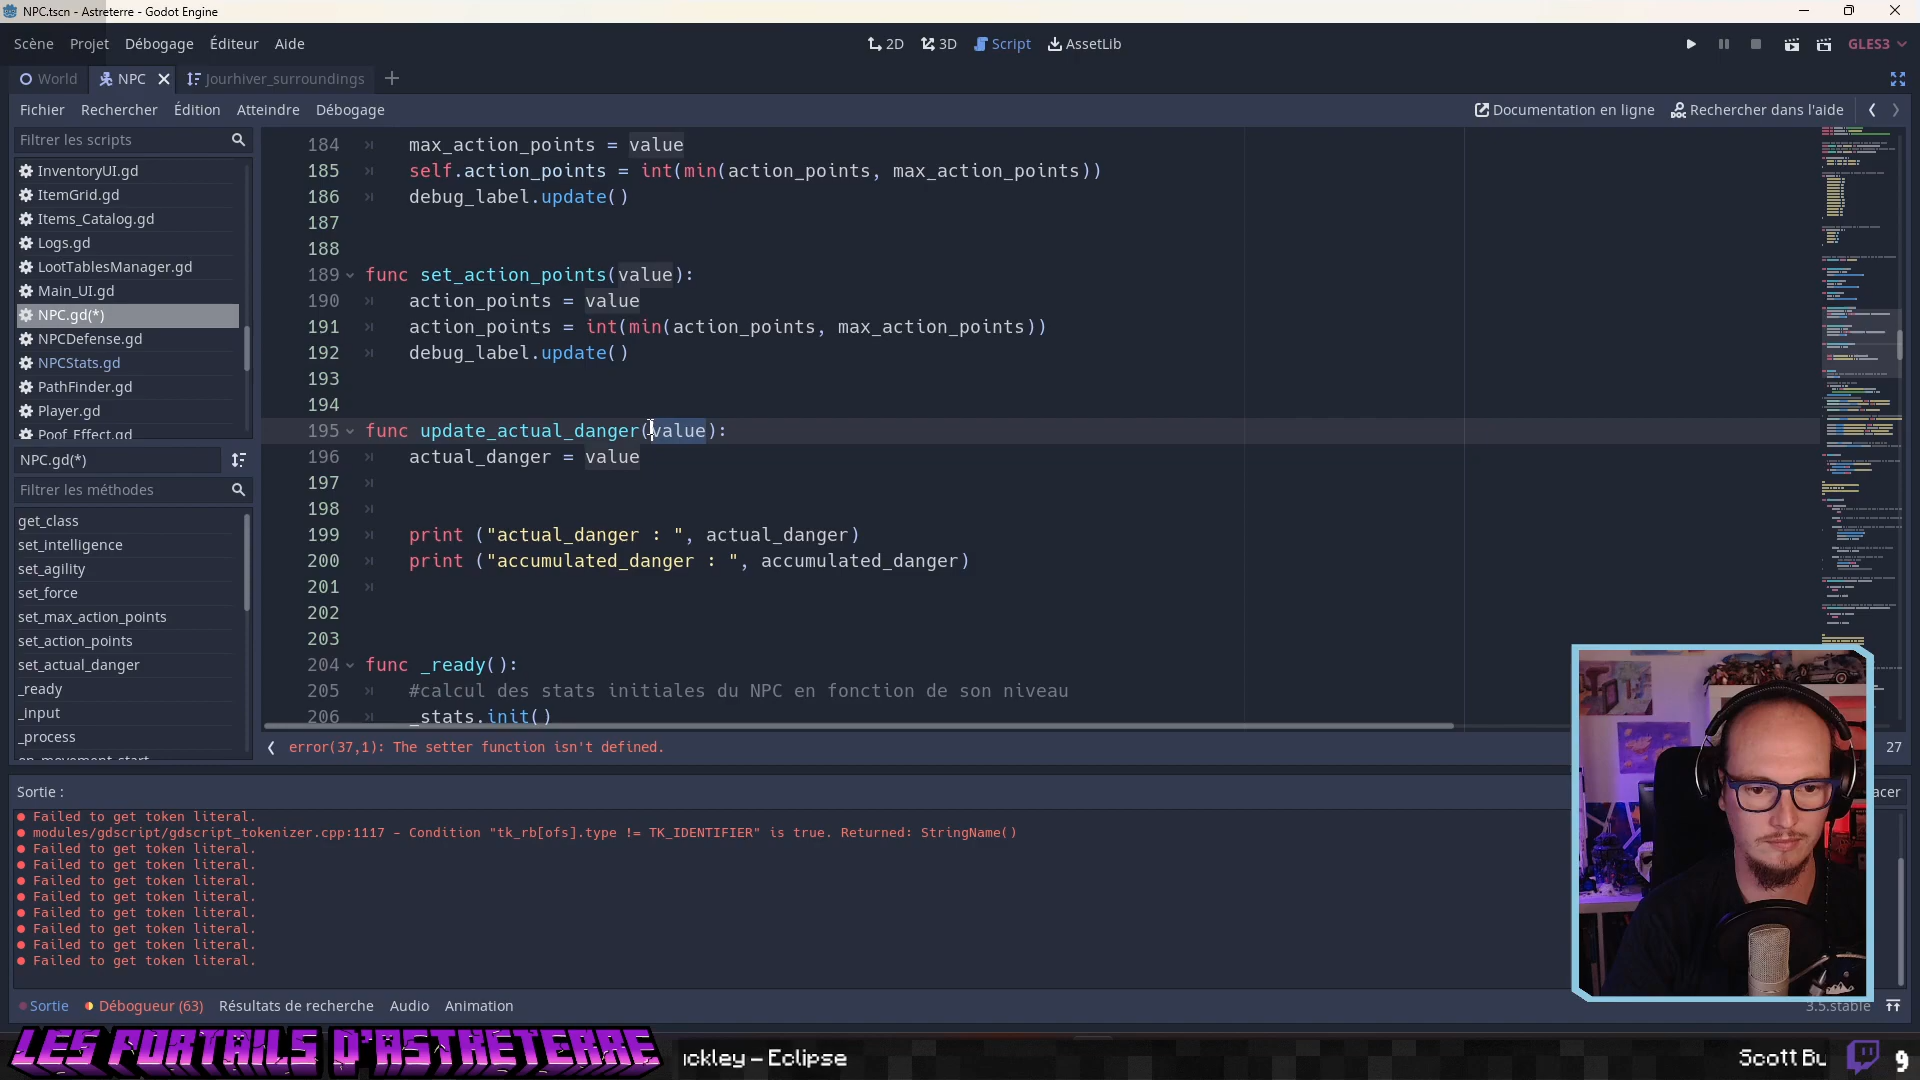 NPC.tscn - Astreterre - Godot Engine
Scène Projet Débogage Éditeur Aide
2D 3D Script AssetLib
GLES3
World NPC Jourhiver_surroundings
Fichier Rechercher Édition Atteindre Débogage
Documentation en ligne Rechercher dans l'aide
Filtrer les scripts
InventoryUI.gd
ItemGrid.gd
Items_Catalog.gd
Logs.gd
LootTablesManager.gd
Main_UI.gd
NPC.gd(*)
NPCDefense.gd
NPCStats.gd
PathFinder.gd
Player.gd
Poof_Effect.gd
NPC.gd(*)
Filtrer les méthodes
get_class
set_intelligence
set_agility
set_force
set_max_action_points
set_action_points
set_actual_danger
_ready
_input
_process
on_movement_start
184 max_action_points = value
185 self.action_points = int(min(action_points, max_action_points))
186 debug_label.update()
187
188
189 func set_action_points(value):
190 action_points = value
191 action_points = int(min(action_points, max_action_points))
192 debug_label.update()
193
194
195 func update_actual_danger(value):
196 actual_danger = value
197
198
199 print ("actual_danger : ", actual_danger)
200 print ("accumulated_danger : ", accumulated_danger)
201
202
203
204 func _ready():
205 #calcul des stats initiales du NPC en fonction de son niveau
206 _stats.init()
error(37,1): The setter function isn't defined.
27
Sortie :
acer
Failed to get token literal.
modules/gdscript/gdscript_tokenizer.cpp:1117 - Condition "tk_rb[ofs].type != TK_IDENTIFIER" is true. Returned: StringName()
Failed to get token literal.
Failed to get token literal.
Failed to get token literal.
Failed to get token literal.
Failed to get token literal.
Failed to get token literal.
Failed to get token literal.
Failed to get token literal.
Sortie Débogueur (63) Résultats de recherche Audio Animation
3.5.stable
LES PORTAILS D'ASTRETERRE
ickley – Eclipse
Scott Bu
9